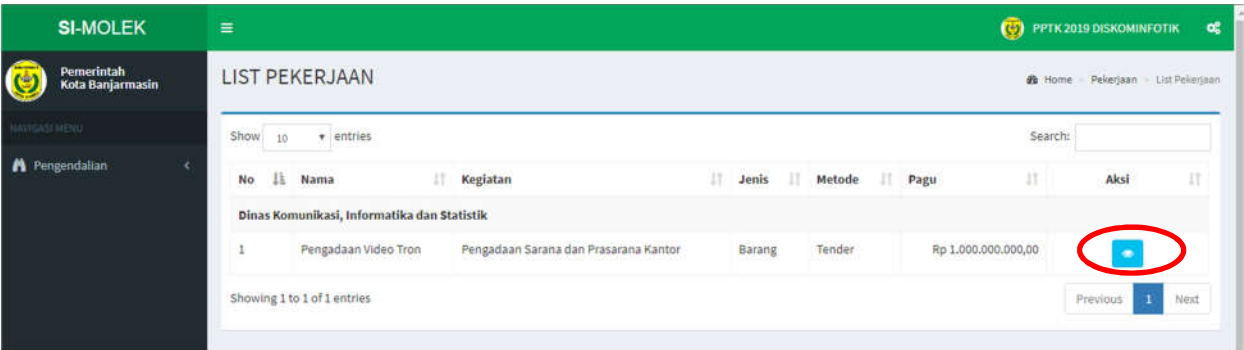 SI-MOLEK
PPTK 2019 DISKOMINFOTIK
Pemerintah
Kota Banjarmasin
LIST PEKERJAAN
Home - Pekerjaan - List Pekerjaan
NAVIGASI MENU
Pengendalian
Show 10 entries
Search:
No Nama Kegiatan Jenis Metode Pagu Aksi
Dinas Komunikasi, Informatika dan Statistik
1 Pengadaan Video Tron Pengadaan Sarana dan Prasarana Kantor Barang Tender Rp 1.000.000.000,00
Showing 1 to 1 of 1 entries
Previous 1 Next